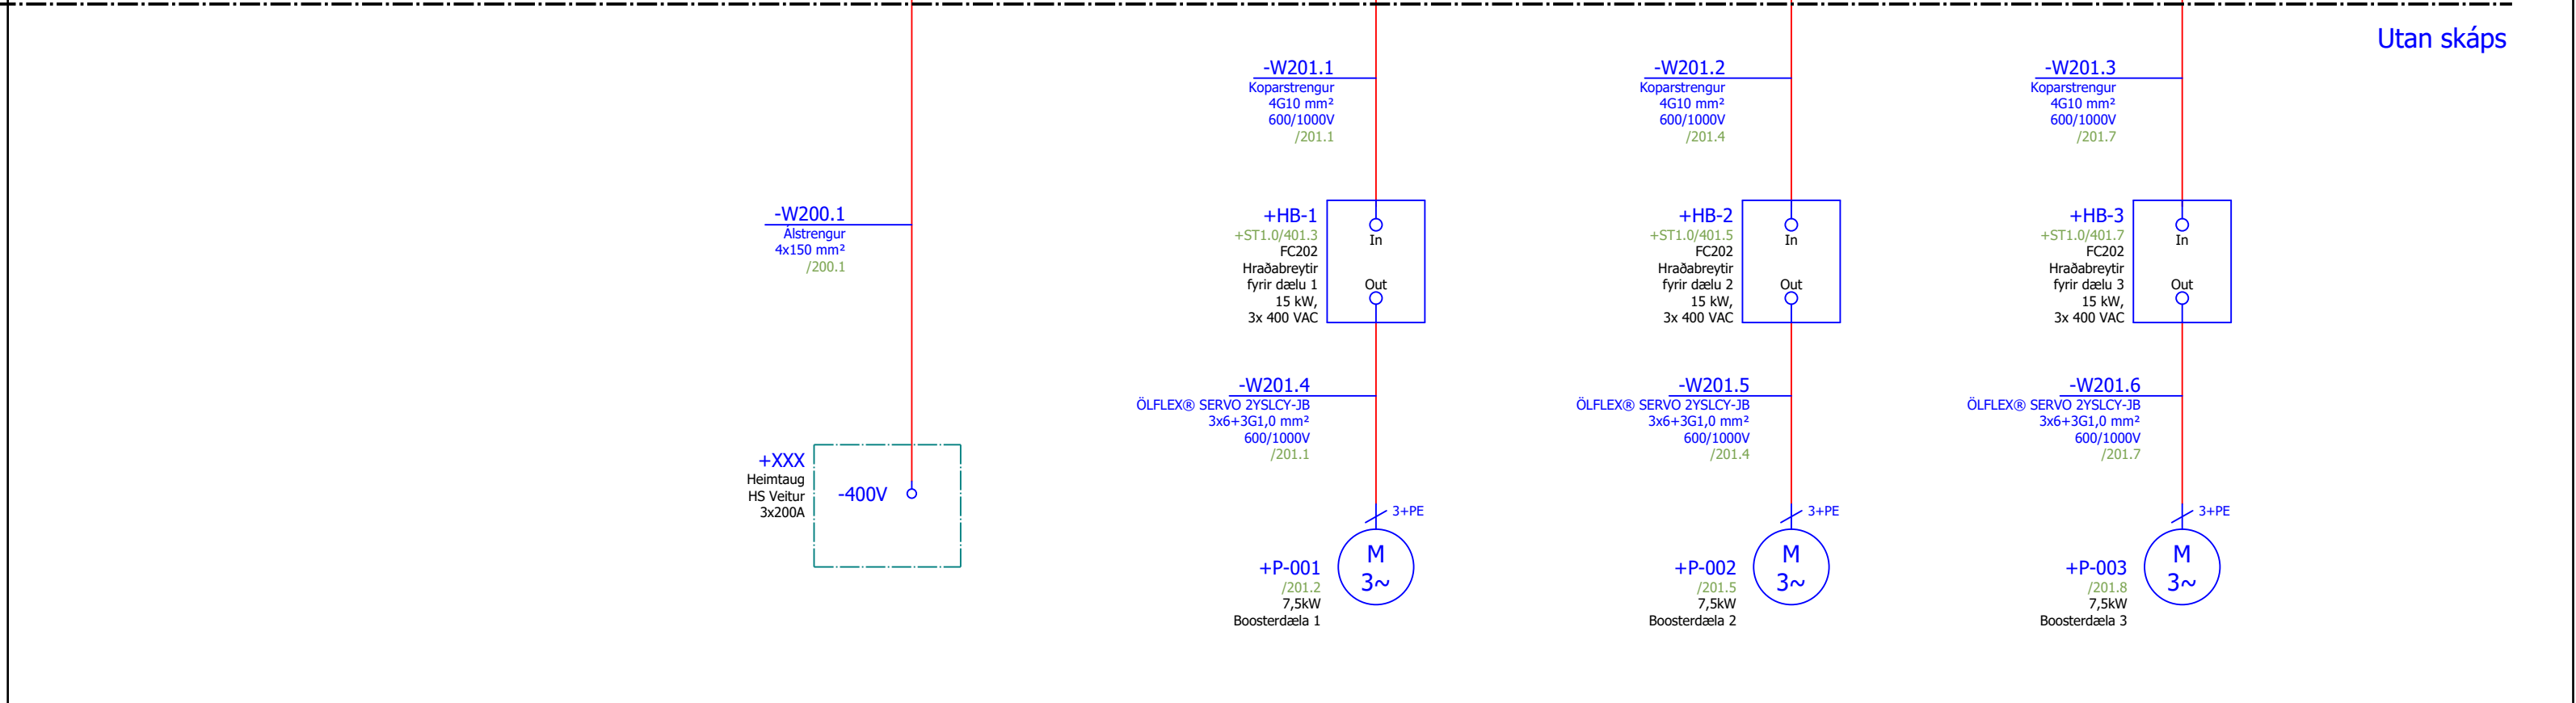 Utan skáps
-W200.1
Álstrengur
4x150 mm²
/200.1
+XXX
Heimtaug
HS Veitur
3x200A
-400V
-W201.1
Koparstrengur
4G10 mm²
600/1000V
/201.1
+HB-1
+ST1.0/401.3
FC202
Hraðabreytir
fyrir dælu 1
15 kW,
3x 400 VAC
In
Out
-W201.4
ÖLFLEX® SERVO 2YSLCY-JB
3x6+3G1,0 mm²
600/1000V
/201.1
3+PE
M
3~
+P-001
/201.2
7,5kW
Boosterdæla 1
-W201.2
Koparstrengur
4G10 mm²
600/1000V
/201.4
+HB-2
+ST1.0/401.5
FC202
Hraðabreytir
fyrir dælu 2
15 kW,
3x 400 VAC
In
Out
-W201.5
ÖLFLEX® SERVO 2YSLCY-JB
3x6+3G1,0 mm²
600/1000V
/201.4
3+PE
M
3~
+P-002
/201.5
7,5kW
Boosterdæla 2
-W201.3
Koparstrengur
4G10 mm²
600/1000V
/201.7
+HB-3
+ST1.0/401.7
FC202
Hraðabreytir
fyrir dælu 3
15 kW,
3x 400 VAC
In
Out
-W201.6
ÖLFLEX® SERVO 2YSLCY-JB
3x6+3G1,0 mm²
600/1000V
/201.7
3+PE
M
3~
+P-003
/201.8
7,5kW
Boosterdæla 3